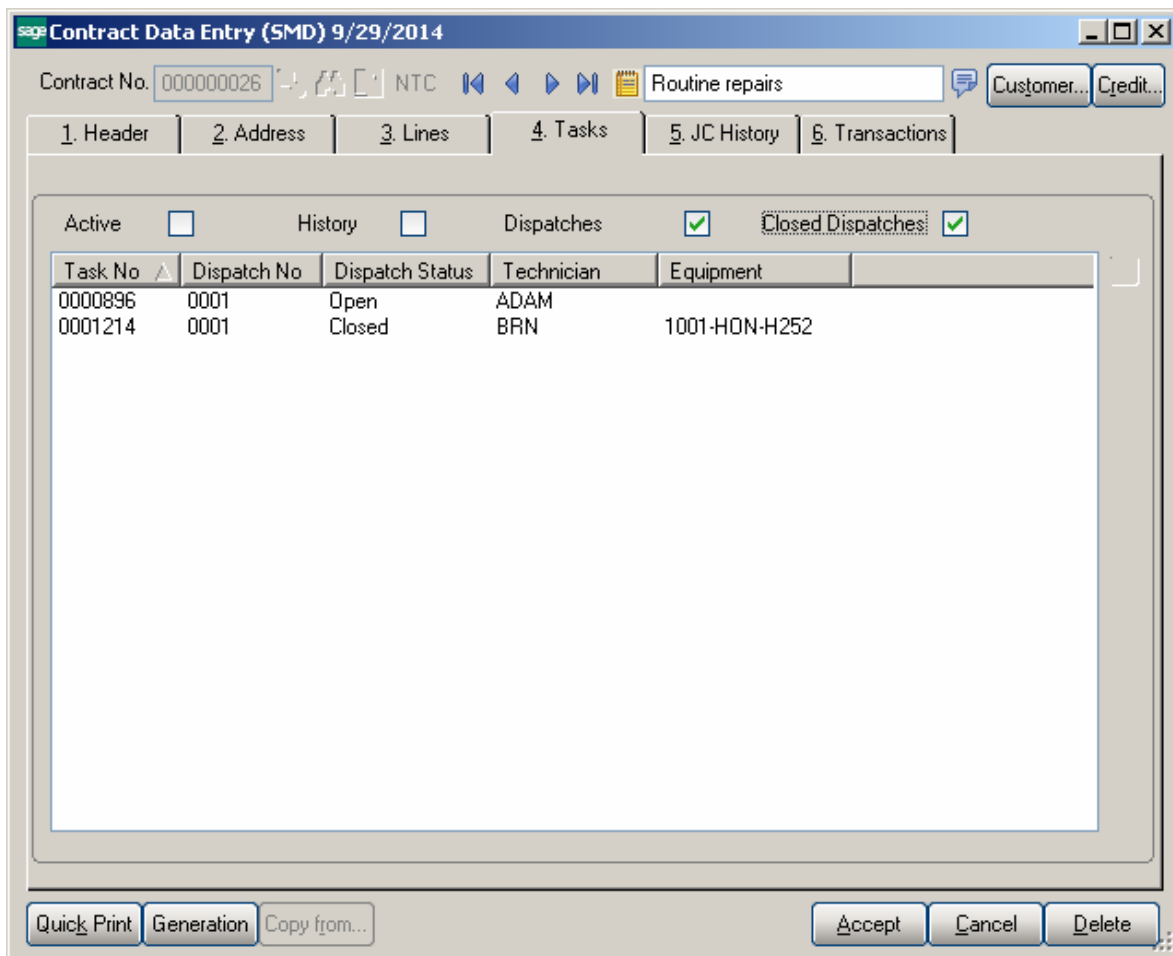 sage Contract Data Entry (SMD) 9/29/2014
Contract No. 000000026 NTC Routine repairs Customer... Credit...
1. Header 2. Address 3. Lines 4. Tasks 5. JC History 6. Transactions
Active History Dispatches Closed Dispatches
Task No Dispatch No Dispatch Status Technician Equipment
0000896 0001 Open ADAM
0001214 0001 Closed BRN 1001-HON-H252
Quick Print Generation Copy from... Accept Cancel Delete